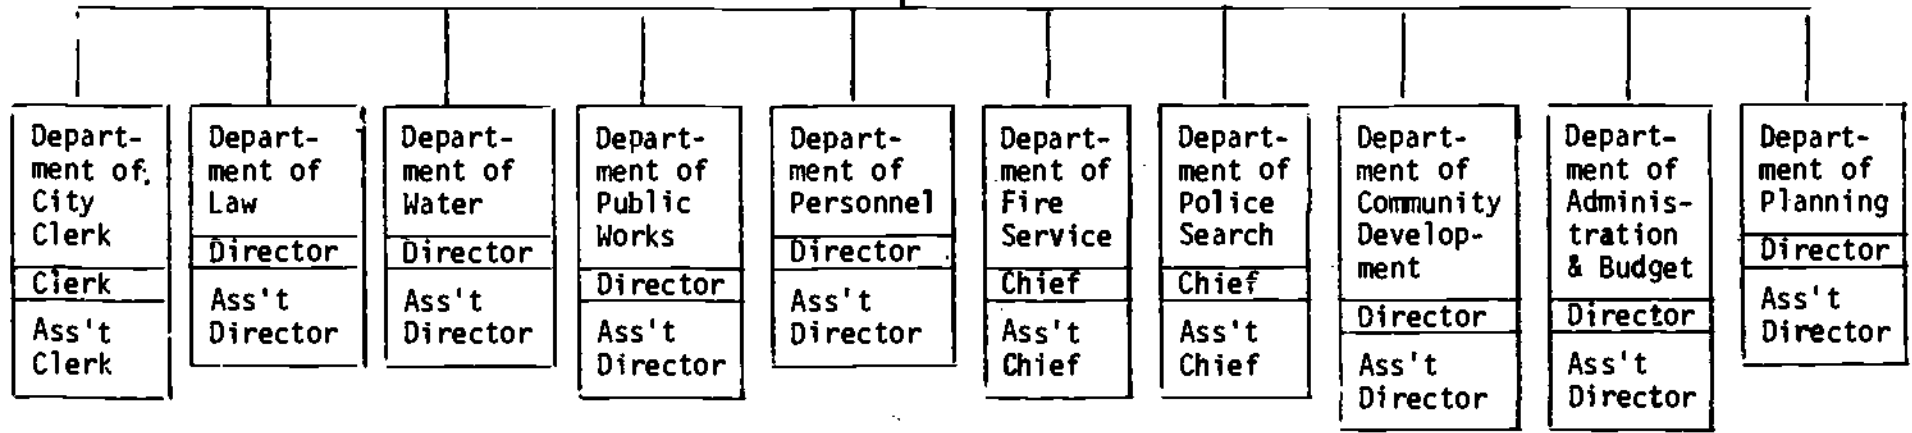 Depart-
ment of
City
Clerk
Clerk
Ass't
Clerk
Depart-
ment of
Law
Director
Ass't
Director
Depart-
ment of
Water
Director
Ass't
Director
Depart-
ment of
Public
Works
Director
Ass't
Director
Depart-
ment of
Personnel
Director
Ass't
Director
Depart-
ment of
Fire
Service
Chief
Ass't
Chief
Depart-
ment of
Police
Search
Chief
Ass't
Chief
Depart-
ment of
Community
Develop-
ment
Director
Ass't
Director
Depart-
ment of
Adminis-
tration
& Budget
Director
Ass't
Director
Depart-
ment of
Planning
Director
Ass't
Director